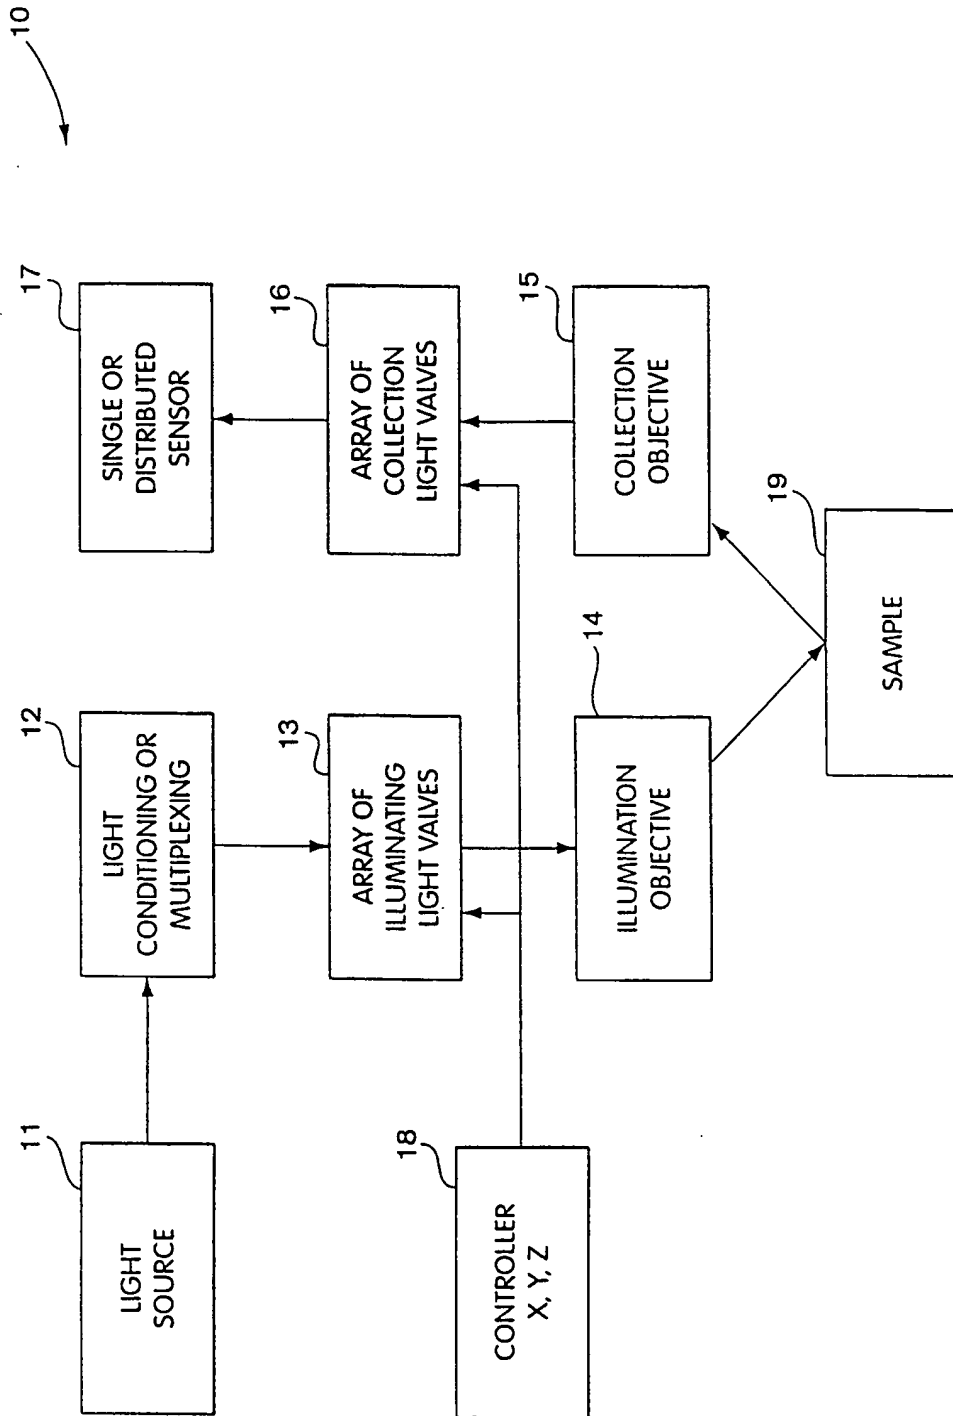 10
11
LIGHT
SOURCE
12
LIGHT
CONDITIONING OR
MULTIPLEXING
17
SINGLE OR
DISTRIBUTED
SENSOR
13
ARRAY OF
ILLUMINATING
LIGHT VALVES
16
ARRAY OF
COLLECTION
LIGHT VALVES
18
CONTROLLER
X, Y, Z
14
ILLUMINATION
OBJECTIVE
15
COLLECTION
OBJECTIVE
19
SAMPLE